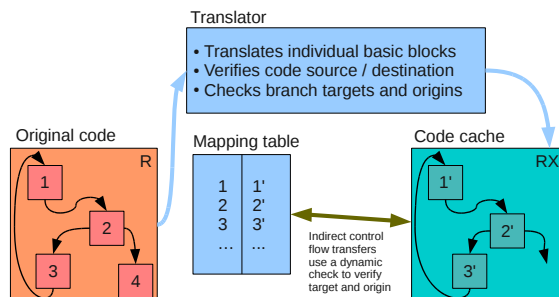 Translator
• Translates individual basic blocks
• Verifies code source / destination
• Checks branch targets and origins
Original code
R
1
2
3
4
Mapping table
1 1'
2 2'
3 3'
... ...
Indirect control
flow transfers
use a dynamic
check to verify
target and origin
Code cache
RX
1'
2'
3'